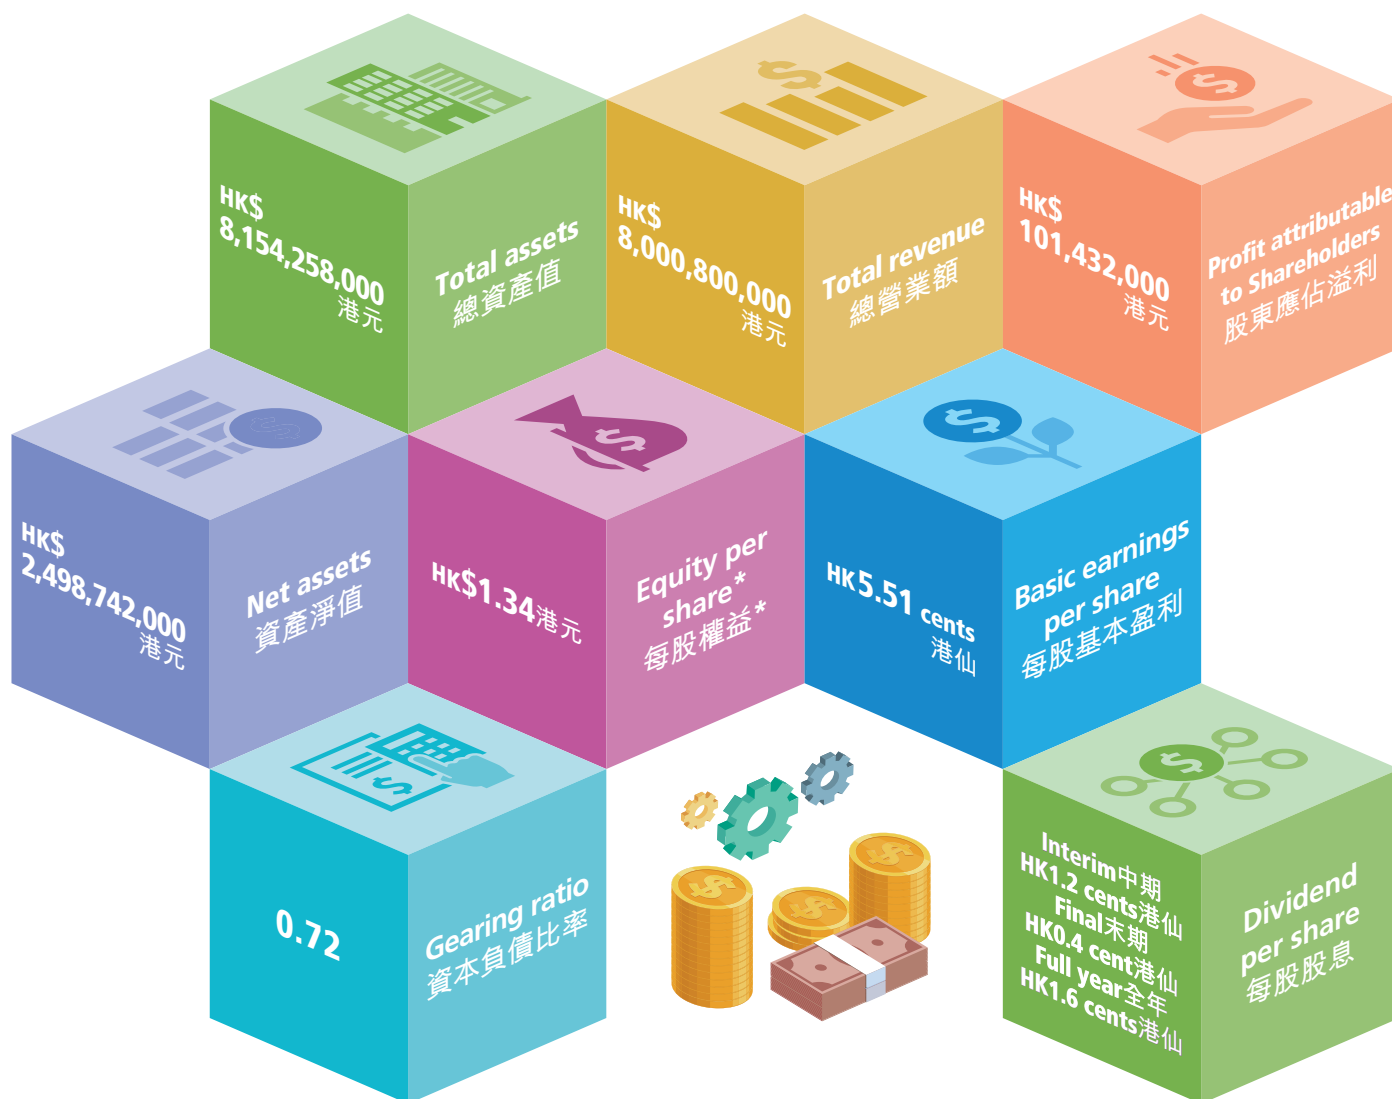 HK$
8,154,258,000
港元
Total assets
總資產值
HK$
8,000,800,000
港元
Total revenue
總營業額
HK$
101,432,000
港元
Profit attributable
to Shareholders
股東應佔溢利
HK$
2,498,742,000
港元
Net assets
資產淨值
HK$1.34港元
Equity per
share*
每股權益*
HK5.51 cents
港仙
Basic earnings
per share
每股基本盈利
0.72
Gearing ratio
資本負債比率
Interim中期
HK1.2 cents港仙
Final末期
HK0.4 cent港仙
Full year全年
HK1.6 cents港仙
Dividend
per share
每股股息